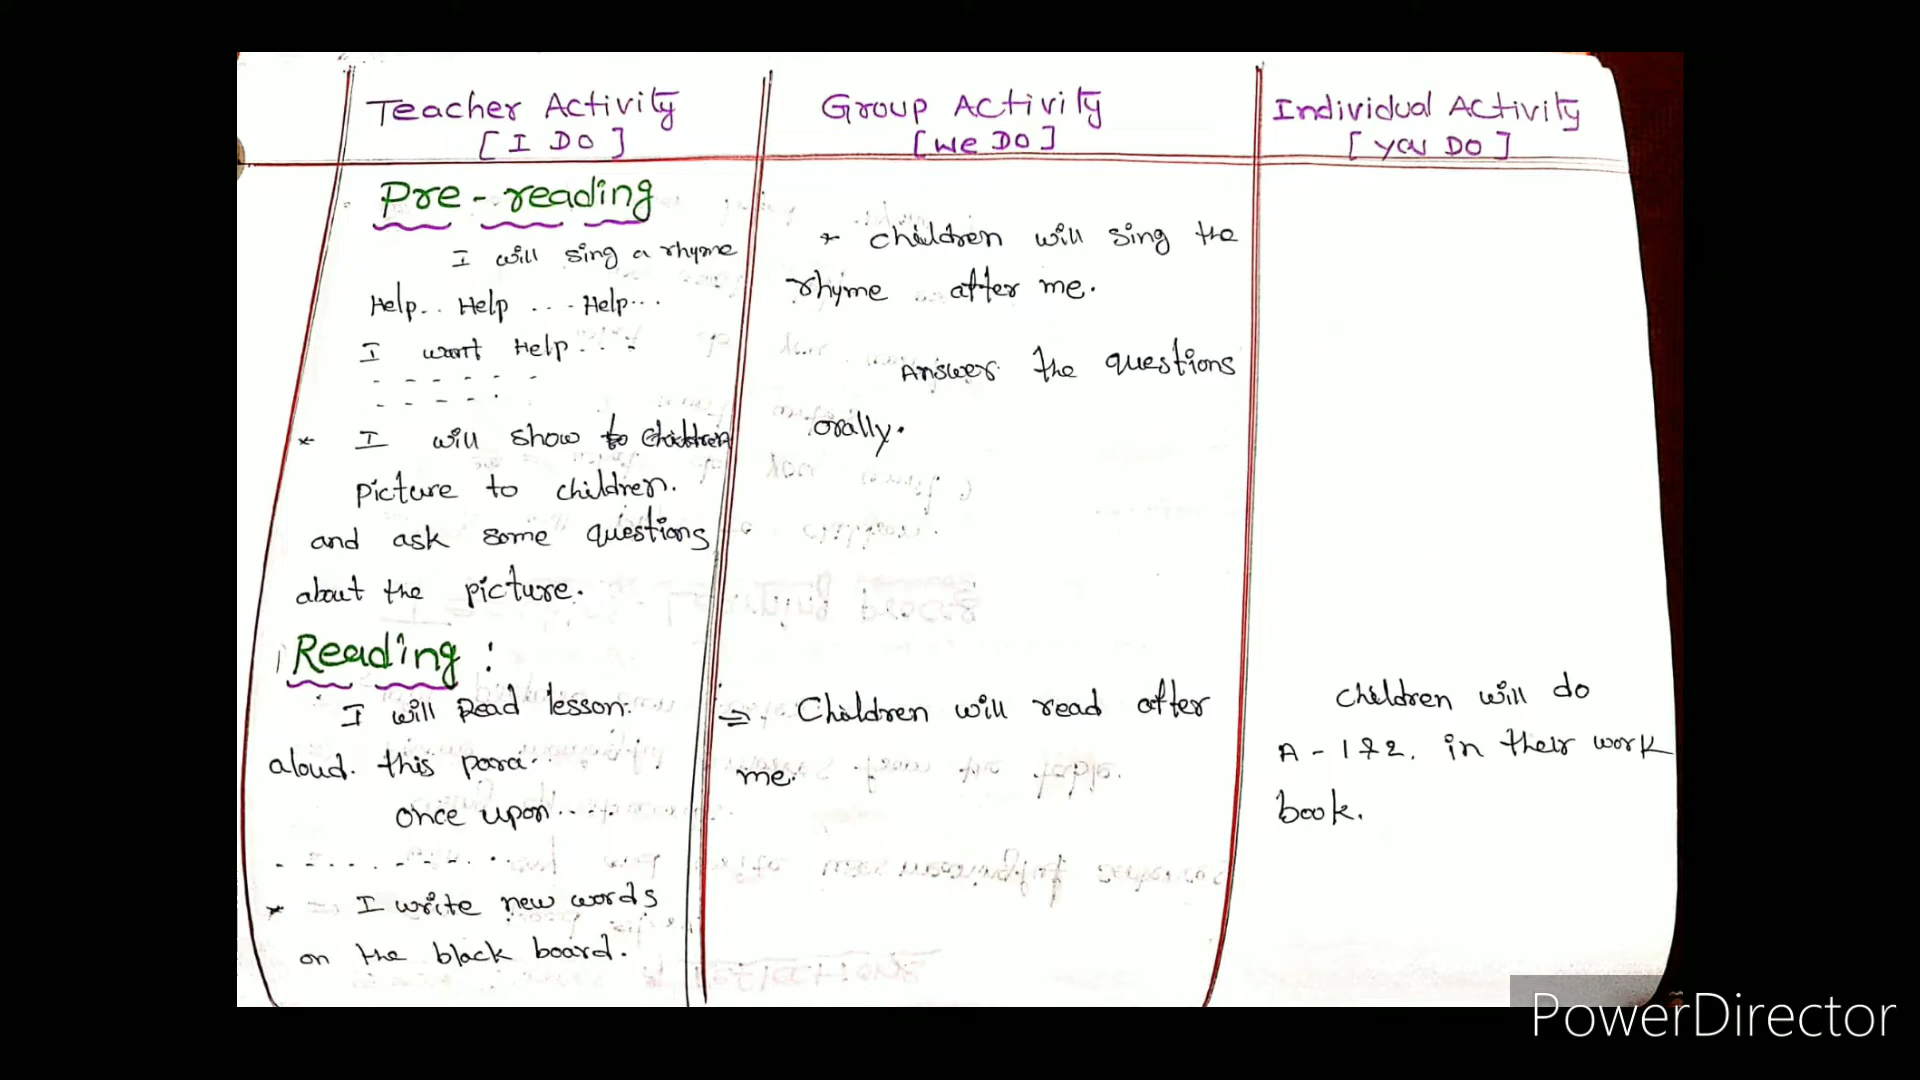 Teacher Activity
[I DO]
Group Activity
[We DO]
Individual Activity
[You DO]
Pre-reading
I will sing a rhyme
Help.. Help ... Help...
I want Help...
* I will show to children
picture to children.
and ask some questions
about the picture.
* children will sing the
rhyme after me.
Answer the questions
orally.
Reading:
I will Read lesson.
aloud. this para..
once upon....
* I write new words
on the black board.
⇒. Children will read after
me.
children will do
A - 1 & 2. in their work
book.
PowerDirector